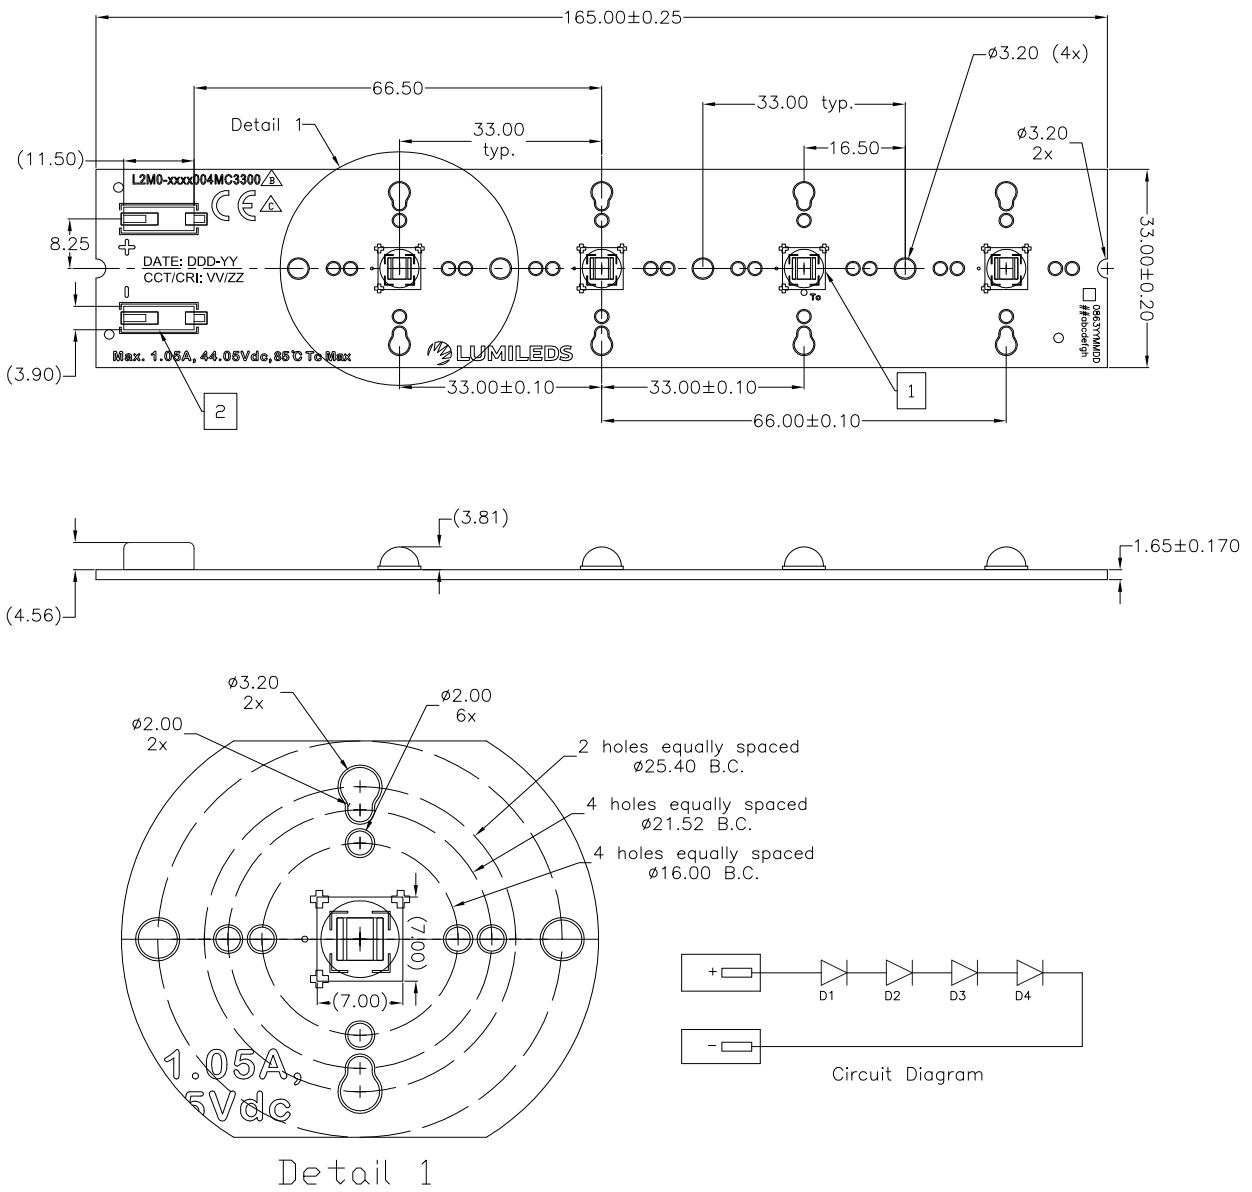 165.00±0.25
ø3.20 (4x)
66.50
33.00 typ.
Detail 1
33.00
typ.
ø3.20
2x
(11.50)
16.50
L2M0-xxxx004MC3300
B
CE
C
8.25
+
DATE: DDD-YY
CCT/CRI: VV/ZZ
-
Tc
33.00±0.20
0863YYMMDD
##abcdefgh
Max. 1.05A, 44.05Vdc,85°C Tc Max
LUMILEDS
(3.90)
33.00±0.10
33.00±0.10
1
2
66.00±0.10
(3.81)
1.65±0.170
(4.56)
ø3.20
2x
ø2.00
6x
ø2.00
2x
2 holes equally spaced
ø25.40 B.C.
4 holes equally spaced
ø21.52 B.C.
4 holes equally spaced
ø16.00 B.C.
(7.00)
(7.00)
1.05A,
5Vdc
Detail 1
+
D1
D2
D3
D4
-
Circuit Diagram